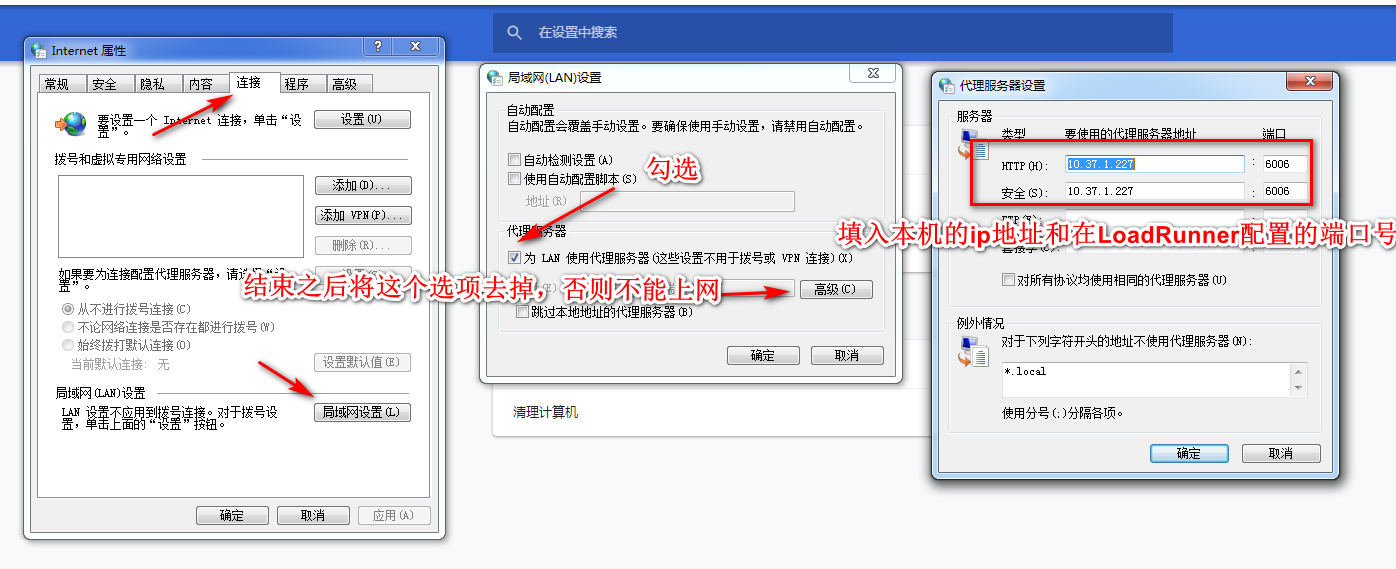 在设置中搜索
Internet 属性
常规 安全 隐私 内容 连接 程序 高级
要设置一个 Internet 连接，单击“设
置”。
设置(U)
拨号和虚拟专用网络设置
添加(D)...
添加 VPN(P)...
删除(R)...
如果要为连接配置代理服务器，请选择“设
置”。
从不进行拨号连接(C)
不论网络连接是否存在都进行拨号(W)
始终拨打默认连接(O)
当前默认连接： 无
设置默认值(E)
局域网(LAN)设置
LAN 设置不应用到拨号连接。对于拨号设
置，单击上面的“设置”按钮。
局域网设置(L)
确定 取消 应用(A)
局域网(LAN)设置
自动配置
自动配置会覆盖手动设置。要确保使用手动设置，请禁用自动配置。
自动检测设置(A)
使用自动配置脚本(S)
地址(R)
勾选
代理服务器
为 LAN 使用代理服务器(这些设置不用于拨号或 VPN 连接)(X)
结束之后将这个选项去掉，否则不能上网
高级(C)
跳过本地地址的代理服务器(B)
确定 取消
清理计算机
代理服务器设置
服务器
类型 要使用的代理服务器地址 端口
HTTP(H): 10.37.1.227 : 6006
安全(S): 10.37.1.227 : 6006
填入本机的ip地址和在LoadRunner配置的端口号
对所有协议均使用相同的代理服务器(U)
例外情况
对于下列字符开头的地址不使用代理服务器(N):
*.local
使用分号(;)分隔各项。
确定 取消